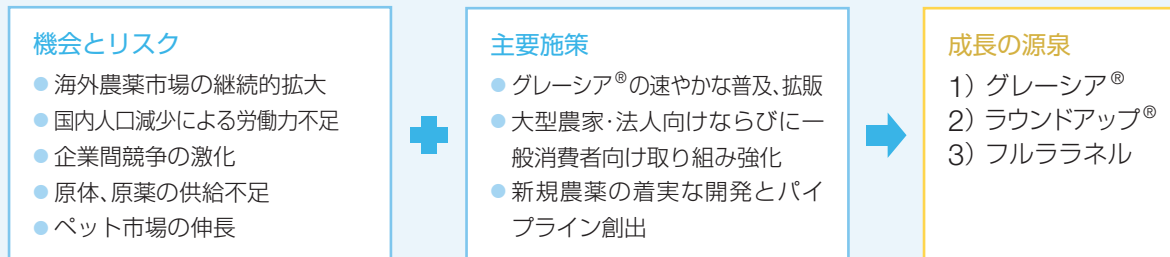 機会とリスク
● 海外農薬市場の継続的拡大
● 国内人口減少による労働力不足
● 企業間競争の激化
● 原体、原薬の供給不足
● ペット市場の伸長
主要施策
● グレーシア®の速やかな普及、拡販
● 大型農家・法人向けならびに一
般消費者向け取り組み強化
● 新規農薬の着実な開発とパイ
プライン創出
成長の源泉
1）グレーシア®
2）ラウンドアップ®
3）フルララネル